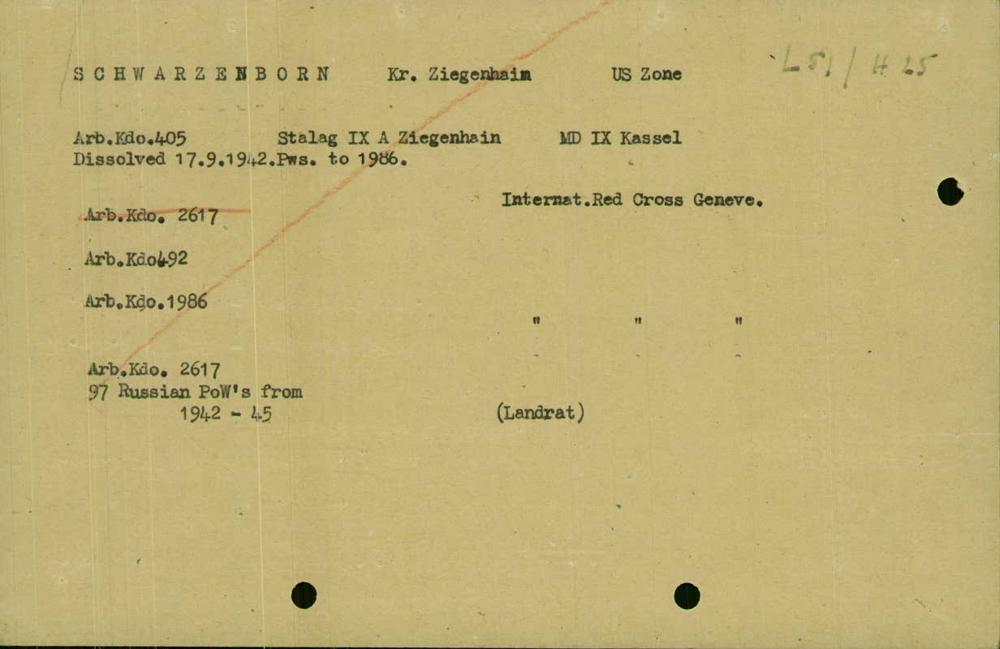 SCHWARZENBORN Kr. Ziegenhain US Zone L51/ H 25
Arb.Kdo.405 Stalag IX A Ziegenhain MD IX Kassel
Dissolved 17.9.1942.Pws. to 1986.
Internat.Red Cross Geneve.
Arb.Kdo. 2617
Arb.Kdo492
Arb.Kdo.1986
" " "
Arb.Kdo. 2617
97 Russian PoW's from
1942 - 45 (Landrat)